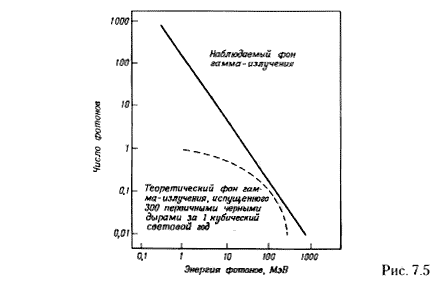 1000
100
10
1
0,1
0,01
Число фотонов
Наблюдаемый фон
гамма-излучения
Теоретический фон гам-
ма-излучения, испущенного
300 первичными черными
дырами за 1 кубический
световой год
0,1 1 10 100 1000
Энергия фотонов, МэВ
Рис. 7.5